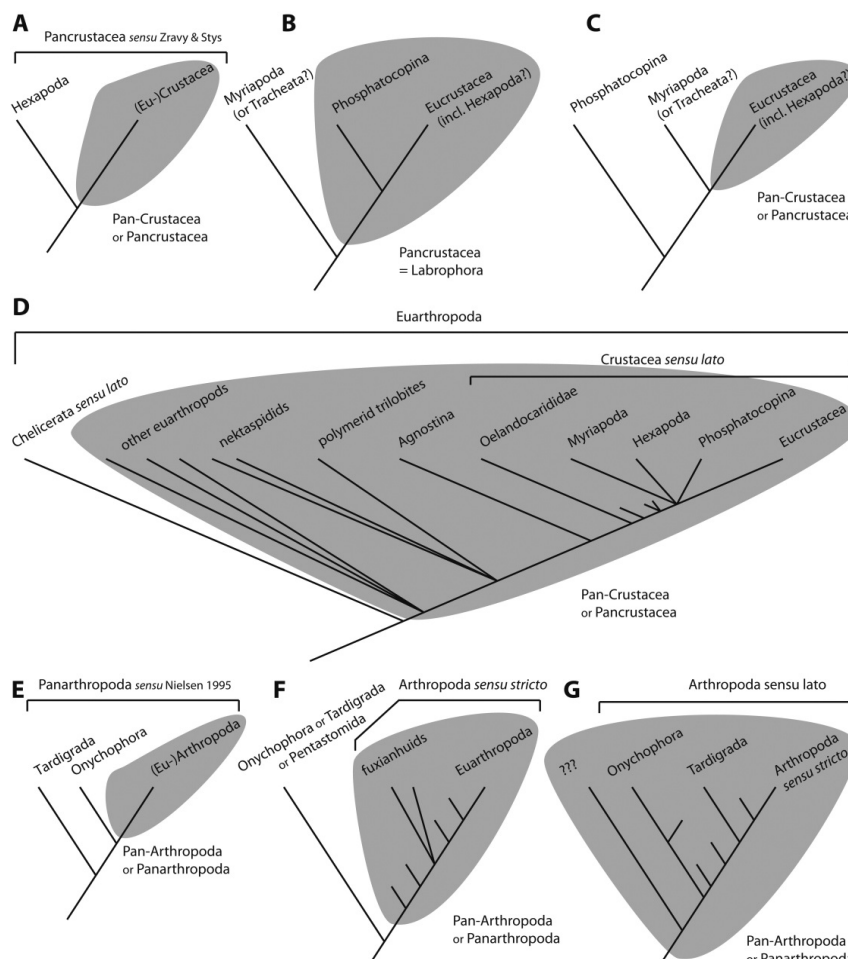 A
Pancrustacea sensu Zravy & Stys
Hexapoda
(Eu-)Crustacea
Pan-Crustacea
or Pancrustacea
B
Myriapoda
(or Tracheata?)
Phosphatocopina
Eucrustacea
(incl. Hexapoda?)
Pancrustacea
= Labrophora
C
Phosphatocopina
Myriapoda
(or Tracheata?)
Eucrustacea
(incl. Hexapoda?)
Pan-Crustacea
or Pancrustacea
D
Euarthropoda
Crustacea sensu lato
Chelicerata sensu lato
other euarthropods
nektaspidids
polymerid trilobites
Agnostina
Oelandocarididae
Myriapoda
Hexapoda
Phosphatocopina
Eucrustacea
Pan-Crustacea
or Pancrustacea
E
Panarthropoda sensu Nielsen 1995
Tardigrada
Onychophora
(Eu-)Arthropoda
Pan-Arthropoda
or Panarthropoda
F
Arthropoda sensu stricto
Onychophora or Tardigrada
or Pentastomida
fuxianhuids
Euarthropoda
Pan-Arthropoda
or Panarthropoda
G
Arthropoda sensu lato
???
Onychophora
Tardigrada
Arthropoda
sensu stricto
Pan-Arthropoda
or Panarthropoda